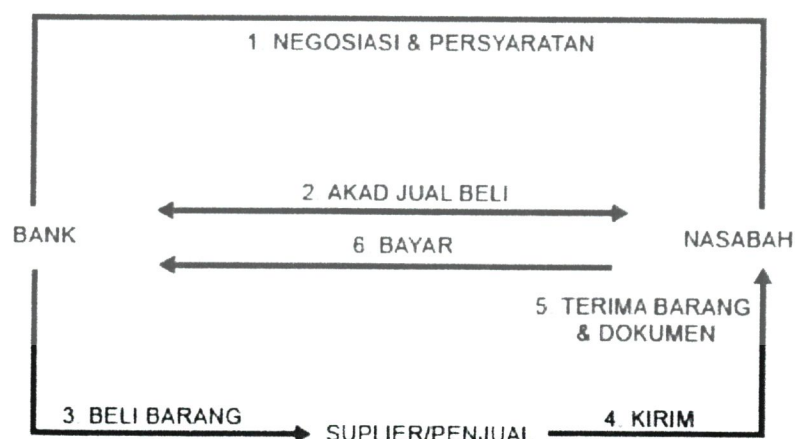 1 NEGOSIASI & PERSYARATAN
2 AKAD JUAL BELI
BANK
6 BAYAR
NASABAH
5 TERIMA BARANG
& DOKUMEN
3. BELI BARANG
SUPLIER/PENJUAL
4. KIRIM